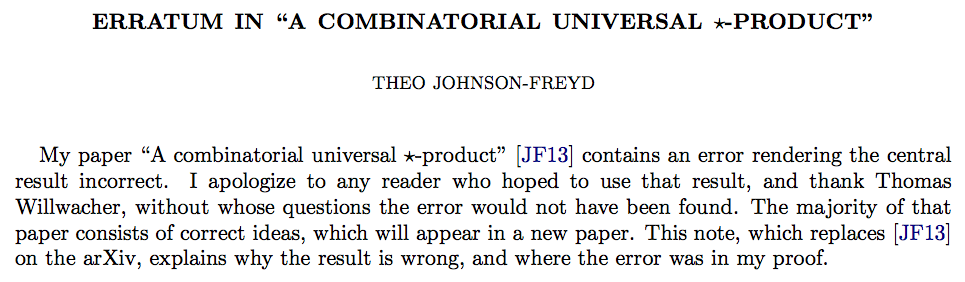 ERRATUM IN “A COMBINATORIAL UNIVERSAL ⋆-PRODUCT”
THEO JOHNSON-FREYD
My paper “A combinatorial universal ⋆-product” [JF13] contains an error rendering the central
result incorrect. I apologize to any reader who hoped to use that result, and thank Thomas
Willwacher, without whose questions the error would not have been found. The majority of that
paper consists of correct ideas, which will appear in a new paper. This note, which replaces [JF13]
on the arXiv, explains why the result is wrong, and where the error was in my proof.